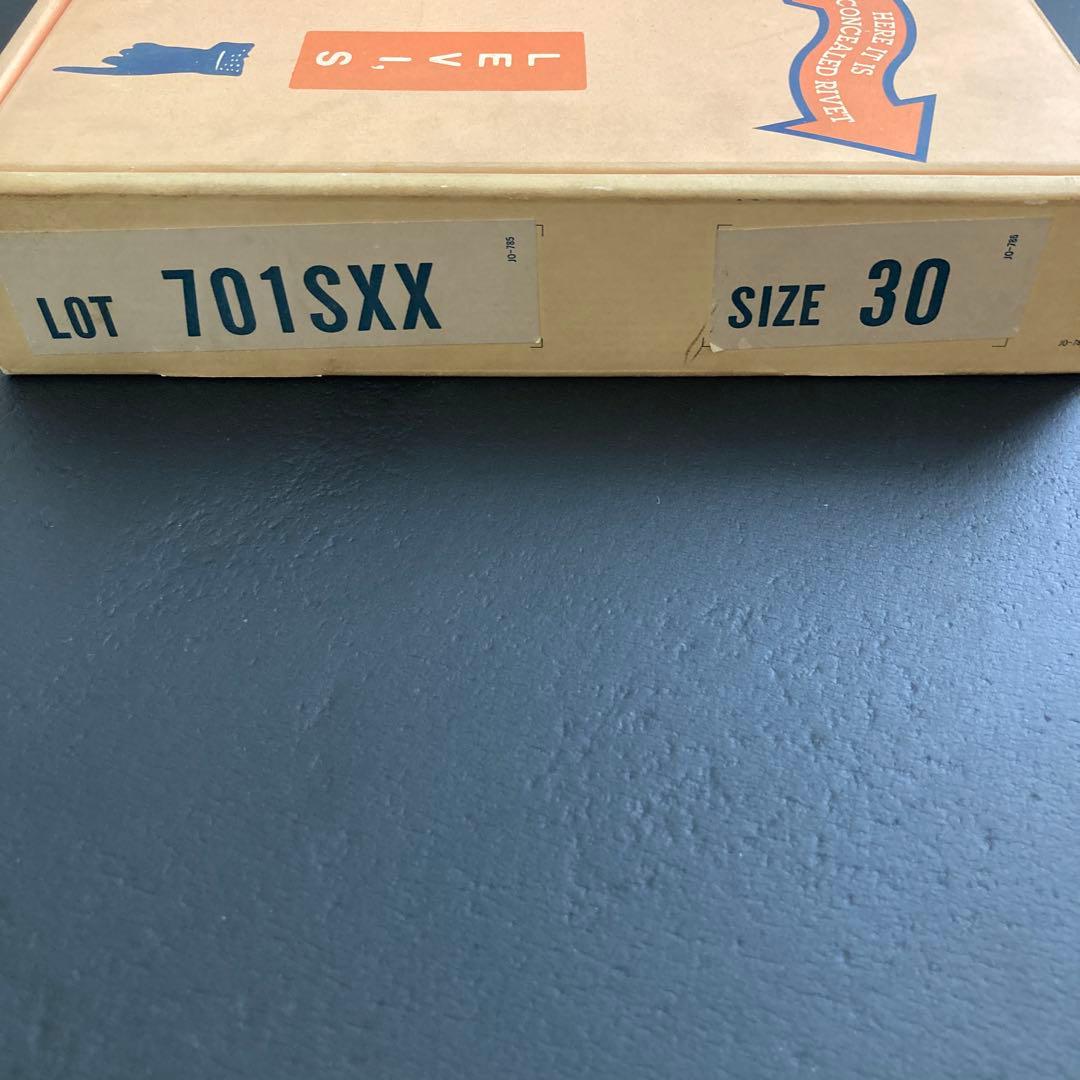 LEVI'S
HERE IT IS
CONCEALED RIVET
LOT 701SXX
JO-785
SIZE 30
JO-786